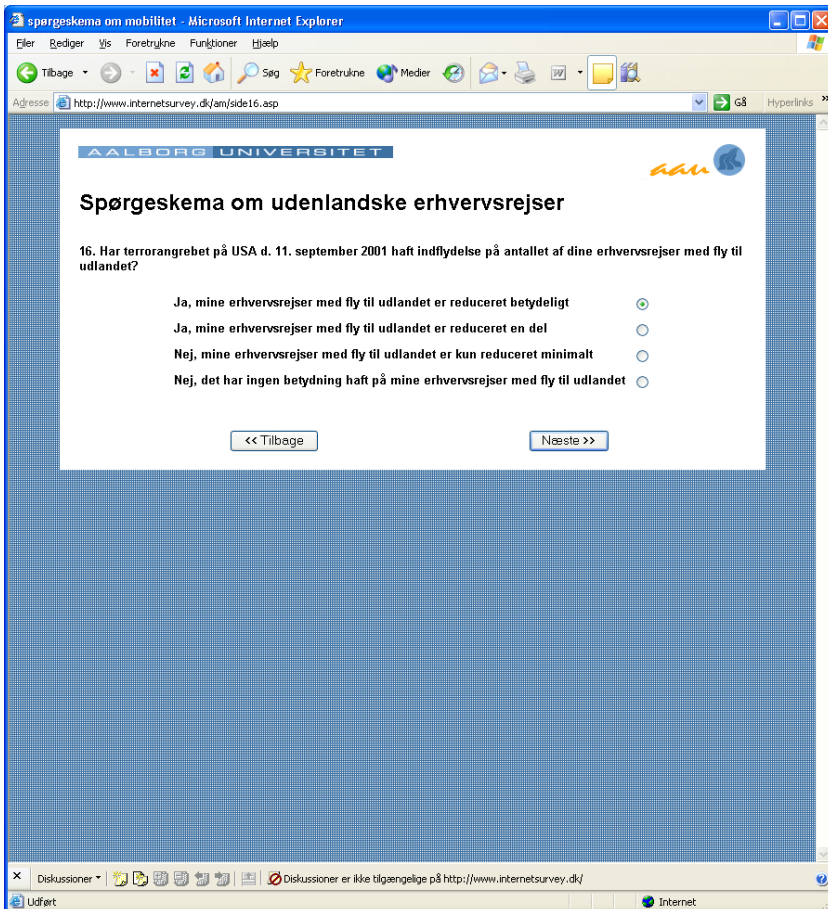 spørgeskema om mobilitet - Microsoft Internet Explorer
Filer Rediger Vis Foretrukne Funktioner Hjælp
Tilbage Søg Foretrukne Medier
Adresse http://www.internetsurvey.dk/am/side16.asp Gå Hyperlinks »
AALBORG UNIVERSITET
aau
Spørgeskema om udenlandske erhvervsrejser
16. Har terrorangrebet på USA d. 11. september 2001 haft indflydelse på antallet af dine erhvervsrejser med fly til
udlandet?
Ja, mine erhvervsrejser med fly til udlandet er reduceret betydeligt
Ja, mine erhvervsrejser med fly til udlandet er reduceret en del
Nej, mine erhvervsrejser med fly til udlandet er kun reduceret minimalt
Nej, det har ingen betydning haft på mine erhvervsrejser med fly til udlandet
<< Tilbage Næste >>
× Diskussioner Diskussioner er ikke tilgængelige på http://www.internetsurvey.dk/
Udført Internet